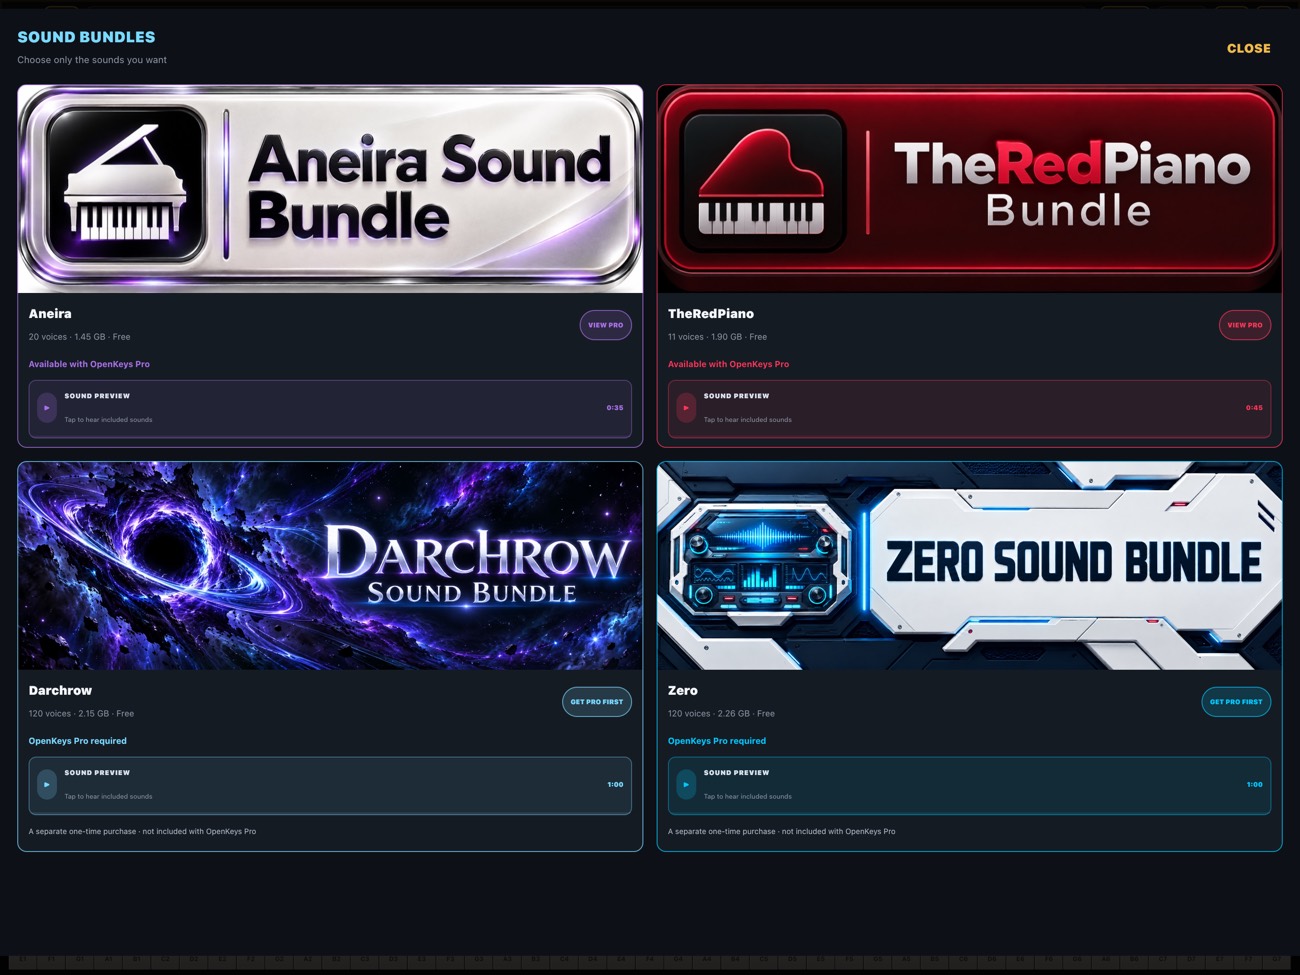 SOUND BUNDLES
Choose only the sounds you want
CLOSE
Aneira Sound
Bundle
Aneira
20 voices · 1.45 GB · Free
VIEW PRO
Available with OpenKeys Pro
SOUND PREVIEW
Tap to hear included sounds
0:35
TheRedPiano
Bundle
TheRedPiano
11 voices · 1.90 GB · Free
VIEW PRO
Available with OpenKeys Pro
SOUND PREVIEW
Tap to hear included sounds
0:45
DARCHROW
SOUND BUNDLE
Darchrow
120 voices · 2.15 GB · Free
GET PRO FIRST
OpenKeys Pro required
SOUND PREVIEW
Tap to hear included sounds
1:00
A separate one-time purchase · not included with OpenKeys Pro
ZERO SOUND BUNDLE
Zero
120 voices · 2.26 GB · Free
GET PRO FIRST
OpenKeys Pro required
SOUND PREVIEW
Tap to hear included sounds
1:00
A separate one-time purchase · not included with OpenKeys Pro